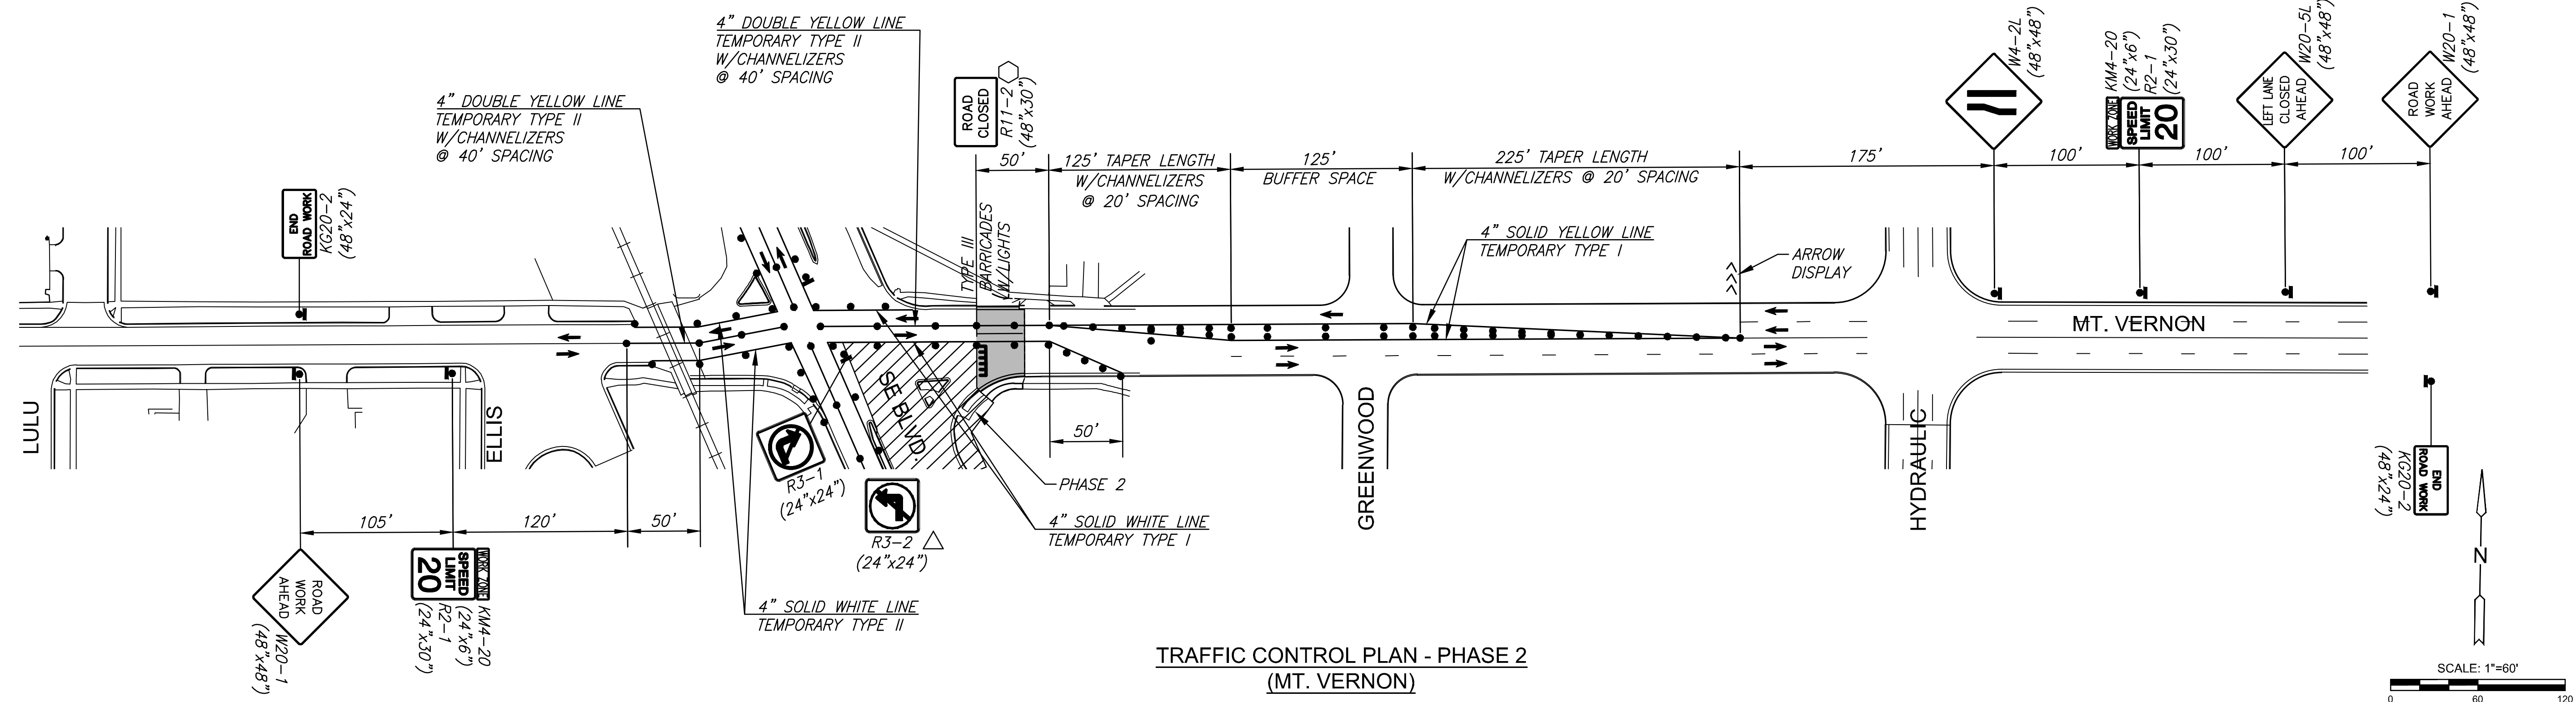 4" DOUBLE YELLOW LINE
TEMPORARY TYPE II
W/CHANNELIZERS
@ 40' SPACING
4" DOUBLE YELLOW LINE
TEMPORARY TYPE II
W/CHANNELIZERS
@ 40' SPACING
END
ROAD WORK
KG20-2
(48"x24")
ROAD
CLOSED
R11-2
(48"x30")
TYPE III
BARRICADES
W/LIGHTS
50'
125' TAPER LENGTH
W/CHANNELIZERS
@ 20' SPACING
125'
BUFFER SPACE
225' TAPER LENGTH
W/CHANNELIZERS @ 20' SPACING
175'
100'
100'
100'
W4-2L
(48"x48")
WORK ZONE
SPEED
LIMIT
20
KM4-20
(24"x6")
R2-1
(24"x30")
LEFT LANE
CLOSED
AHEAD
W20-5L
(48"x48")
ROAD
WORK
AHEAD
W20-1
(48"x48")
4" SOLID YELLOW LINE
TEMPORARY TYPE I
ARROW
DISPLAY
MT. VERNON
LULU
ELLIS
SE BLVD.
GREENWOOD
HYDRAULIC
R3-1
(24"x24")
R3-2
(24"x24")
PHASE 2
50'
4" SOLID WHITE LINE
TEMPORARY TYPE I
105'
120'
50'
ROAD
WORK
AHEAD
W20-1
(48"x48")
WORK ZONE
SPEED
LIMIT
20
KM4-20
(24"x6")
R2-1
(24"x30")
4" SOLID WHITE LINE
TEMPORARY TYPE II
END
ROAD WORK
KG20-2
(48"x24")
N
TRAFFIC CONTROL PLAN - PHASE 2
(MT. VERNON)
SCALE: 1"=60'
0 60 120